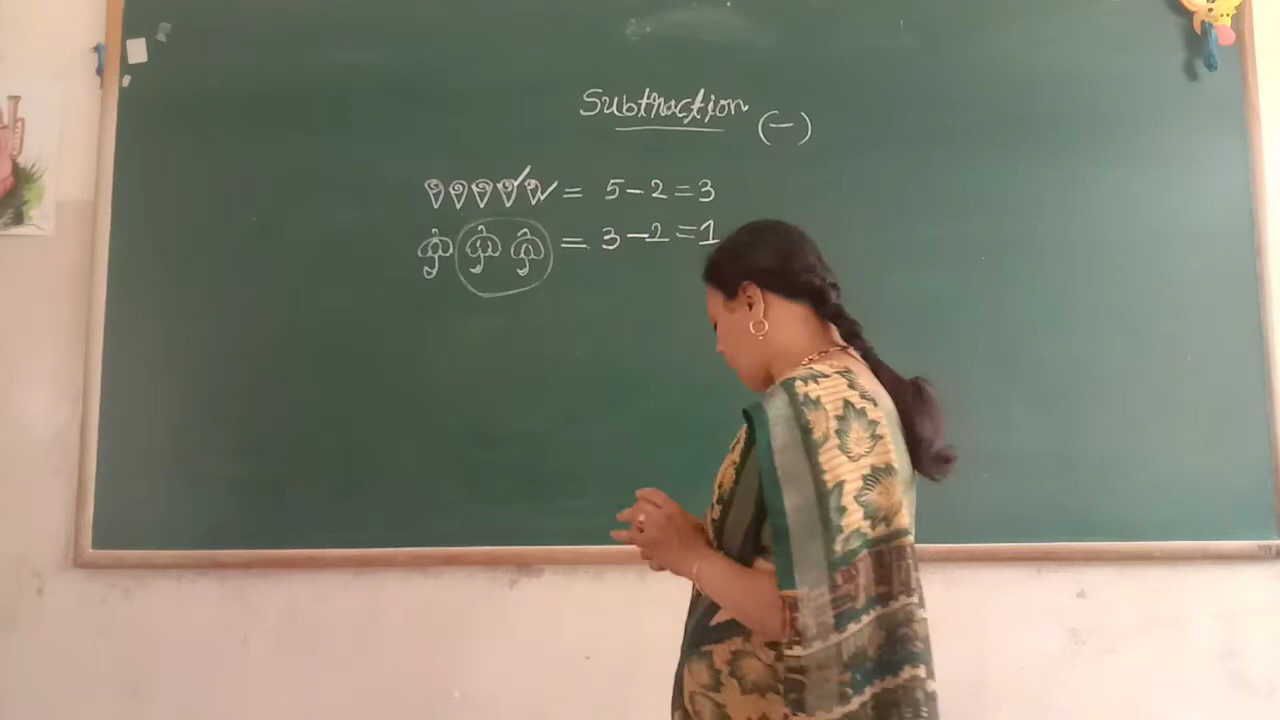 Subtraction (-)
= 5-2=3
= 3-2=1